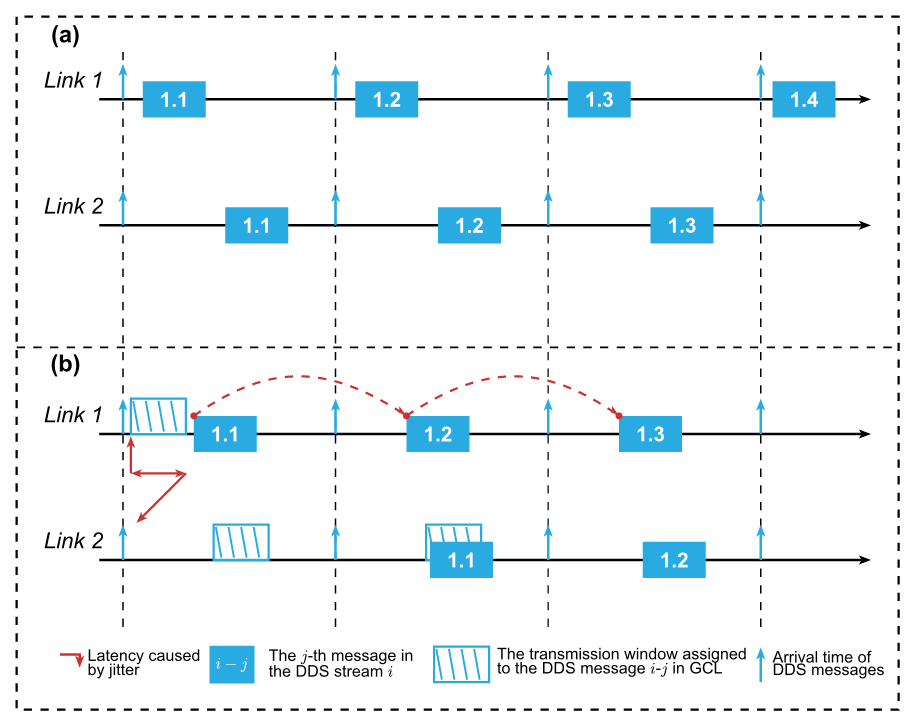 (a)
Link 1
1.1 1.2 1.3 1.4
Link 2
1.1 1.2 1.3
(b)
Link 1
1.1 1.2 1.3
Link 2
1.1 1.2
Latency caused
by jitter
i − j
The j-th message in
the DDS stream i
The transmission window assigned
to the DDS message i-j in GCL
Arrival time of
DDS messages